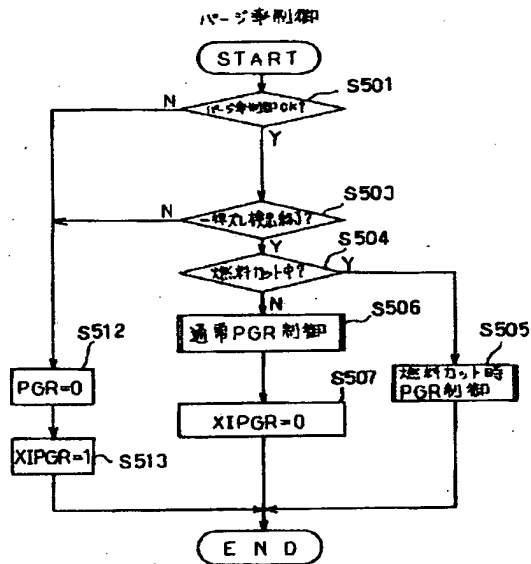 パージ率制御
START
S501
パージ率制御OK?
N
Y
S503
一様ズレ検出終了?
N
Y
S504
燃料カット中?
Y
N
S506
通常PGR制御
S505
燃料カット時
PGR制御
S512
PGR=0
S507
XIPGR=0
XIPGR=1
S513
END